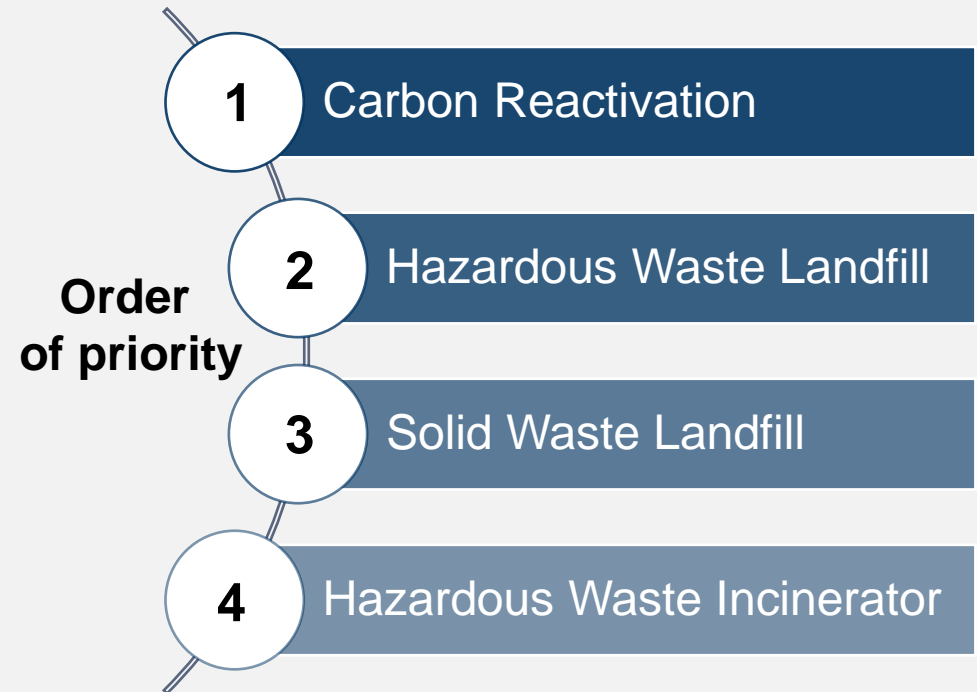 Order
of priority
1
Carbon Reactivation
2
Hazardous Waste Landfill
3
Solid Waste Landfill
4
Hazardous Waste Incinerator